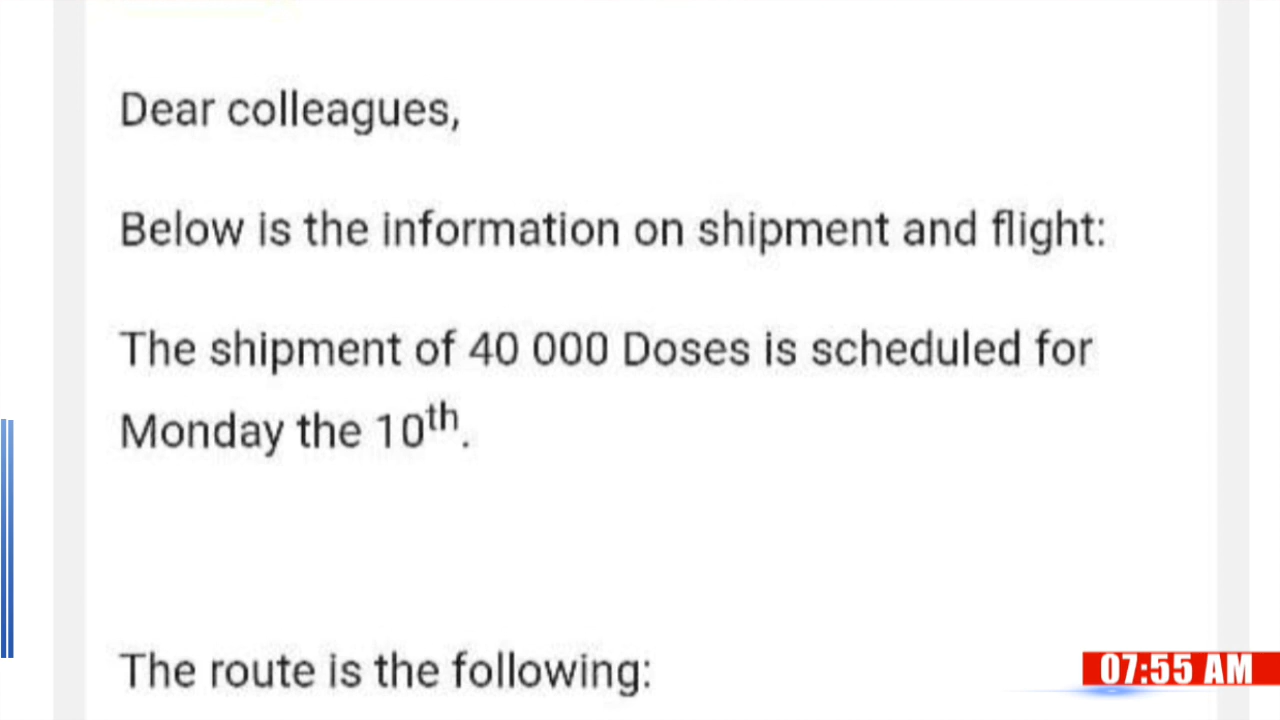 Dear colleagues,
Below is the information on shipment and flight:
The shipment of 40 000 Doses is scheduled for
Monday the 10th.
The route is the following:
07:55 AM